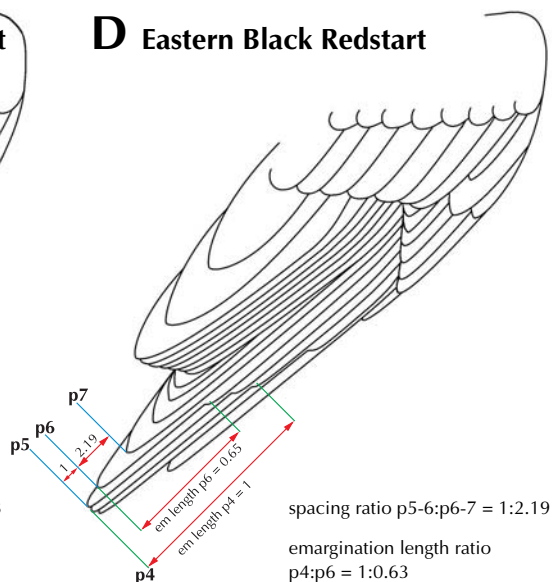 t
D Eastern Black Redstart
p7
p6
p5
2.19
1
em length p6 = 0.65
em length p4 = 1
p4
spacing ratio p5-6:p6-7 = 1:2.19
emargination length ratio
p4:p6 = 1:0.63